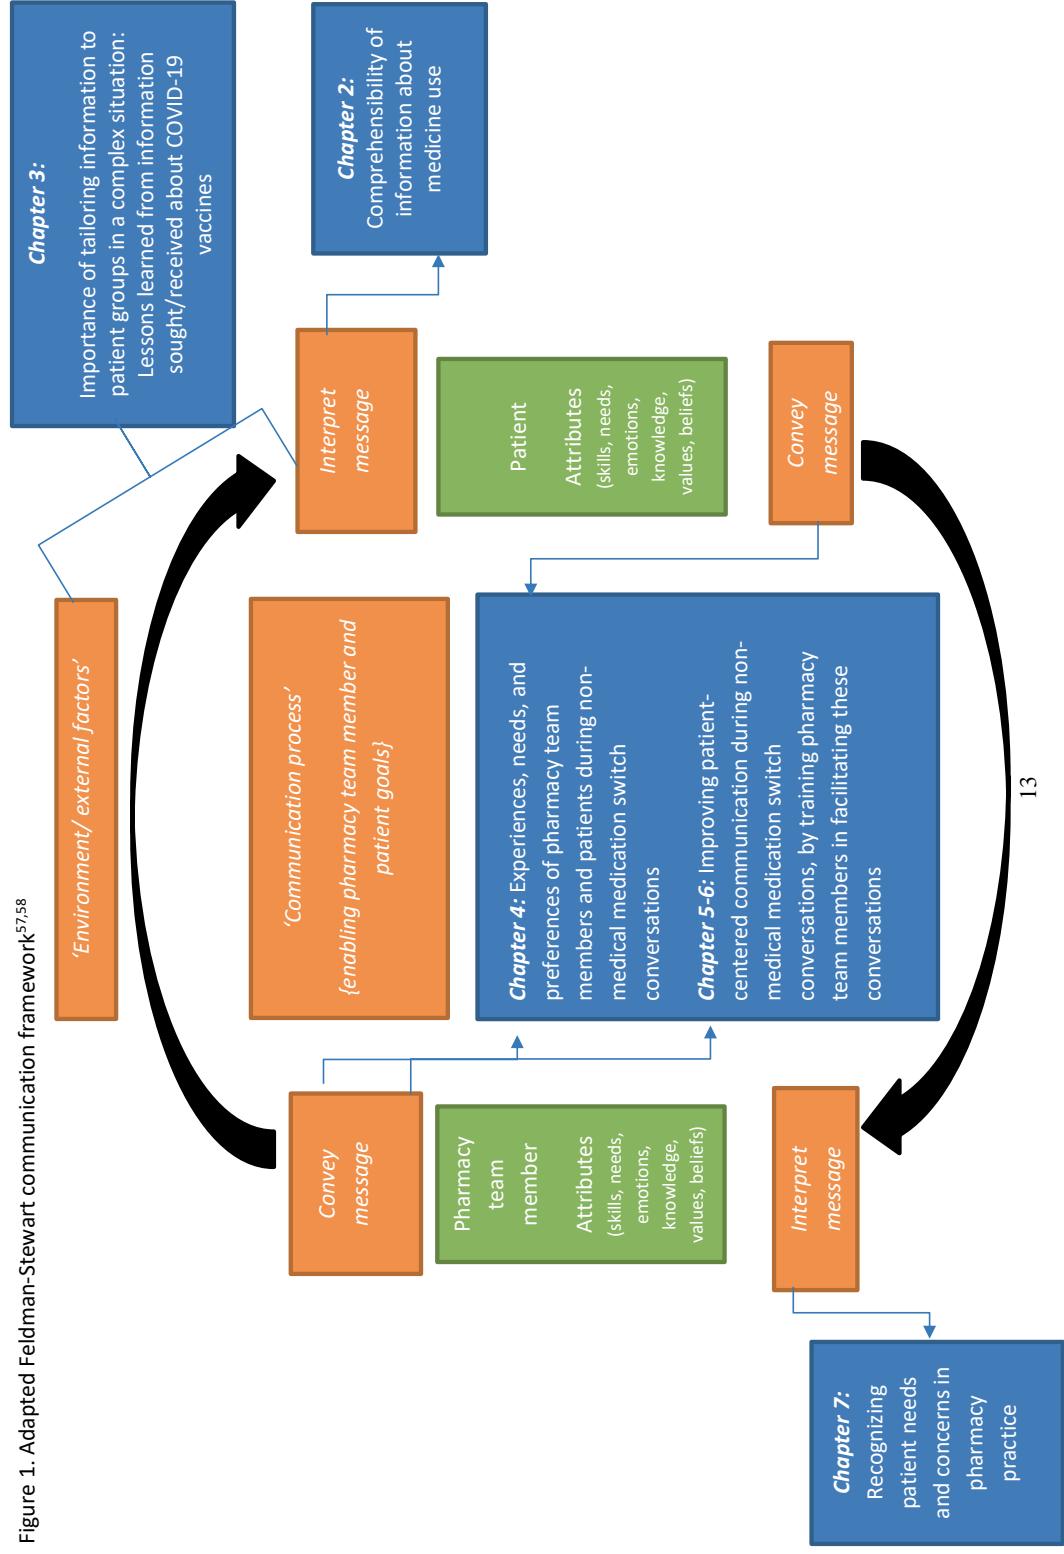 Figure 1. Adapted Feldman-Stewart communication framework57,58
‘Environment/ external factors’
Chapter 3:
Importance of tailoring information to
patient groups in a complex situation:
Lessons learned from information
sought/received about COVID-19
vaccines
Convey
message
‘Communication process’
{enabling pharmacy team member and
patient goals}
Interpret
message
Chapter 2:
Comprehensibility of
information about
medicine use
Pharmacy
team
member
Attributes
(skills, needs,
emotions,
knowledge,
values, beliefs)
Chapter 4: Experiences, needs, and
preferences of pharmacy team
members and patients during non-
medical medication switch
conversations
Chapter 5-6: Improving patient-
centered communication during non-
medical medication switch
conversations, by training pharmacy
team members in facilitating these
conversations
Patient
Attributes
(skills, needs,
emotions,
knowledge,
values, beliefs)
Interpret
message
Convey
message
Chapter 7:
Recognizing
patient needs
and concerns in
pharmacy
practice
13